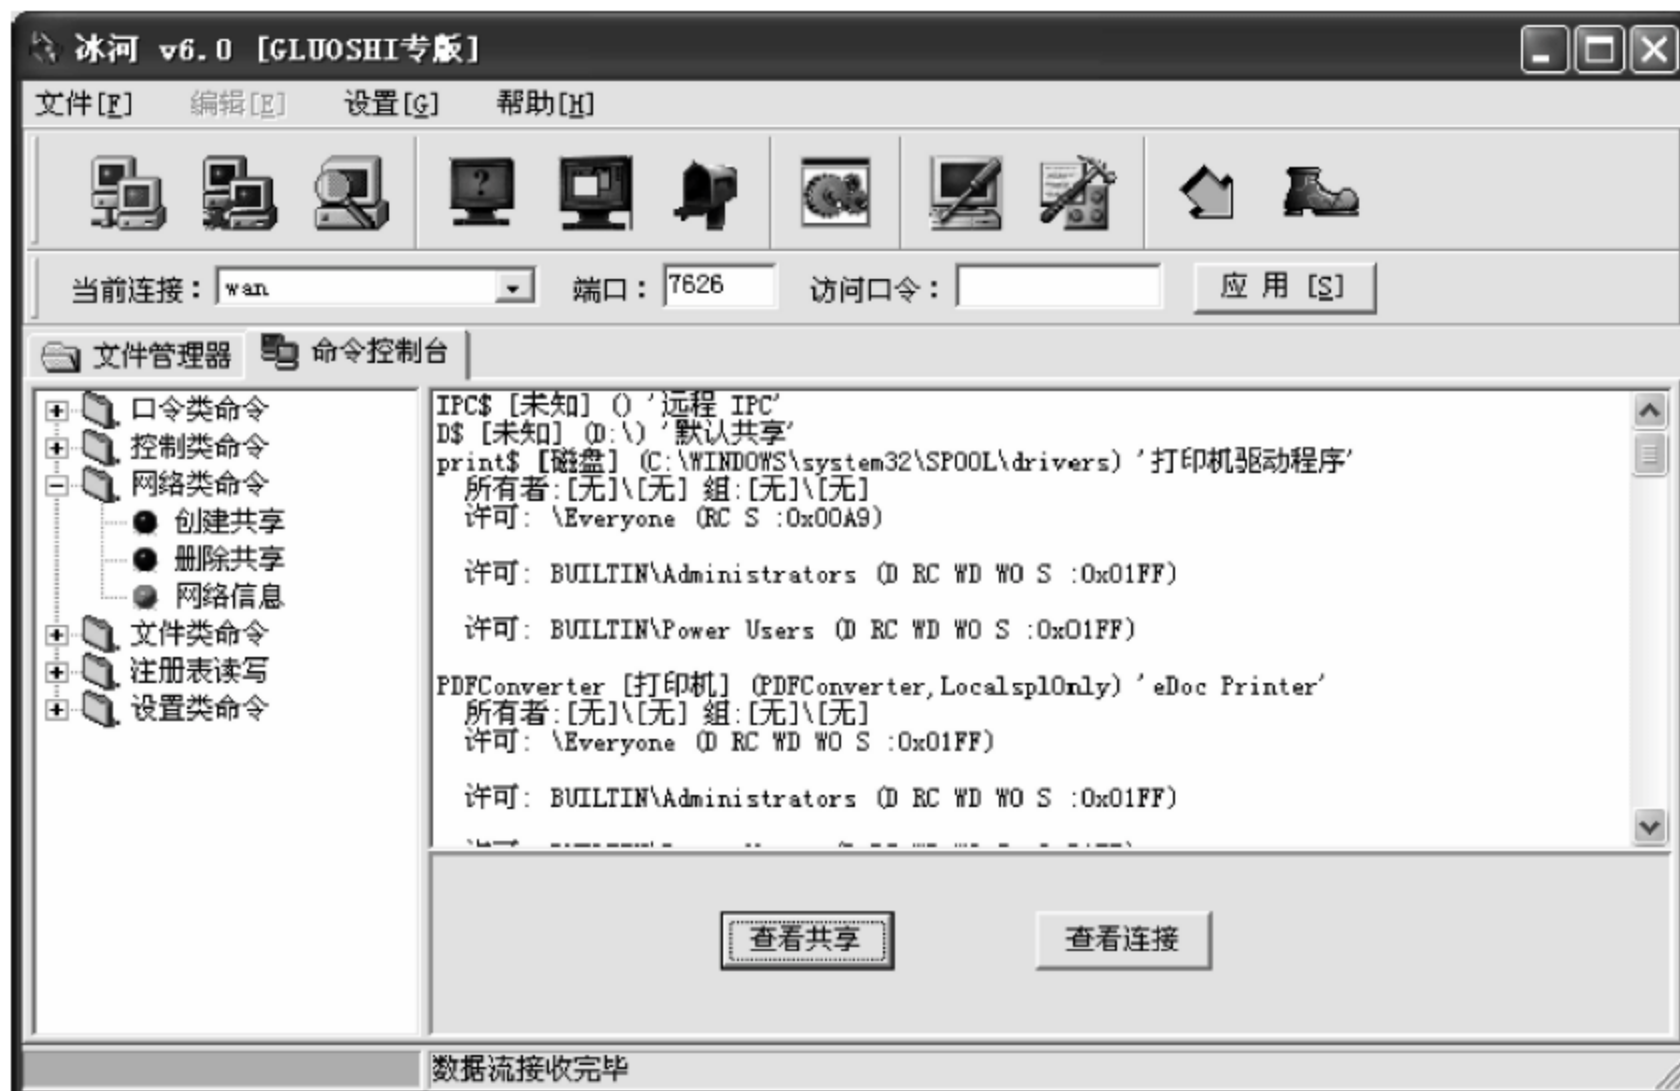 冰河 v6.0 [GLUOSHI专版]
文件[F] 编辑[E] 设置[G] 帮助[H]
当前连接： wan 端口： 7626 访问口令： 应 用 [S]
文件管理器 命令控制台
口令类命令
控制类命令
网络类命令
创建共享
删除共享
网络信息
文件类命令
注册表读写
设置类命令
IPC$ [未知] () '远程 IPC'
D$ [未知] (D:\) '默认共享'
print$ [磁盘] (C:\WINDOWS\system32\SPOOL\drivers) '打印机驱动程序'
所有者:[无]\[无] 组:[无]\[无]
许可: \Everyone (RC S :0x00A9)
许可: BUILTIN\Administrators (D RC WD WO S :0x01FF)
许可: BUILTIN\Power Users (D RC WD WO S :0x01FF)
PDFConverter [打印机] (PDFConverter,LocalsplOnly) 'eDoc Printer'
所有者:[无]\[无] 组:[无]\[无]
许可: \Everyone (D RC WD WO S :0x01FF)
许可: BUILTIN\Administrators (D RC WD WO S :0x01FF)
查看共享 查看连接
数据流接收完毕